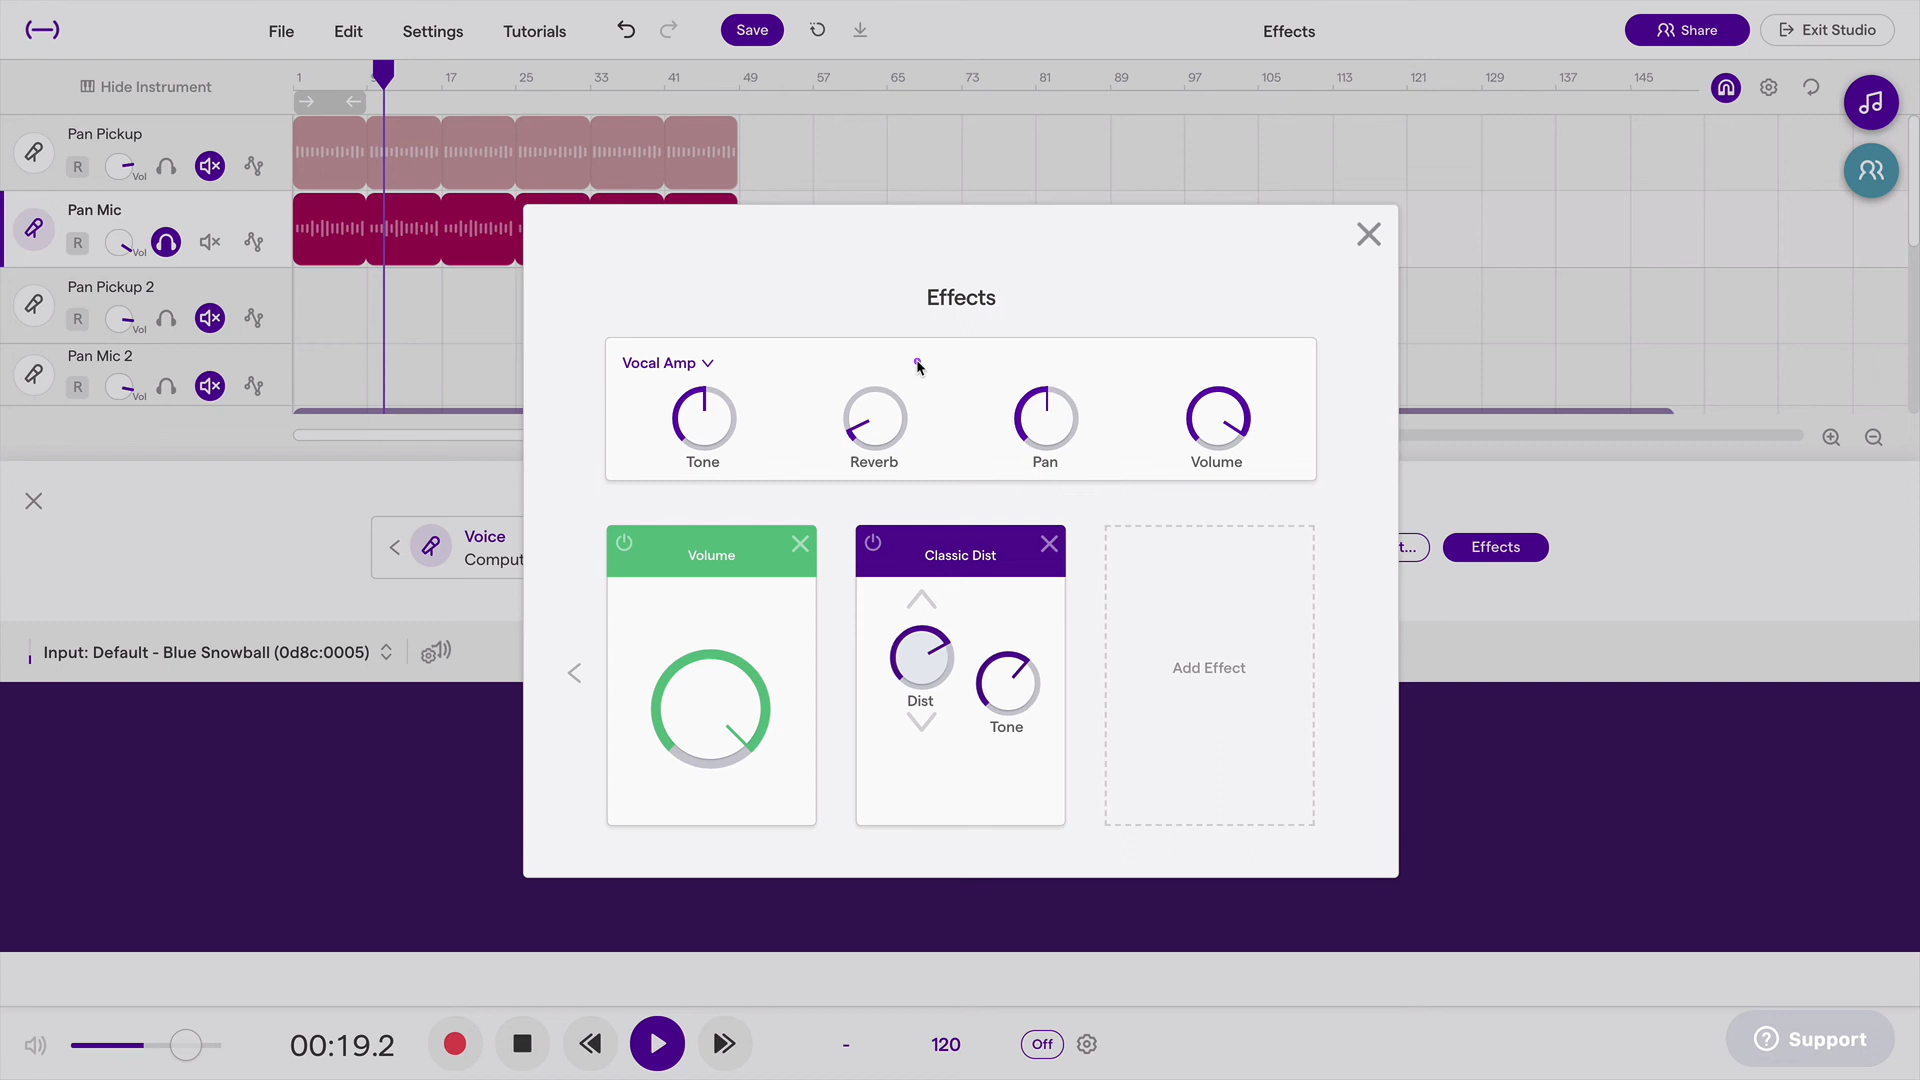 File
Edit
Settings
Tutorials
Save
Effects
Share
Exit Studio
Hide Instrument
1
17
25
33
41
49
57
65
73
81
89
97
105
113
121
129
137
145
Pan Pickup
R
Vol
Pan Mic
R
Vol
Pan Pickup 2
R
Vol
Pan Mic 2
R
Vol
Effects
Vocal Amp
Tone
Reverb
Pan
Volume
Voice
Comput
t...
Effects
Volume
Classic Dist
Dist
Tone
Add Effect
Input: Default - Blue Snowball (0d8c:0005)
00:19.2
-
120
Off
Support